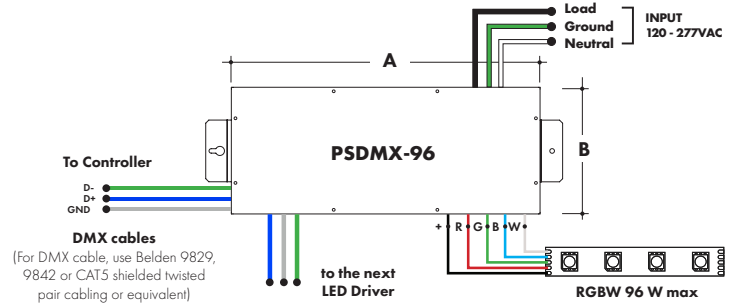 Load
Ground
Neutral
INPUT
120 - 277VAC
A
PSDMX-96
B
To Controller
D-
D+
GND
DMX cables
(For DMX cable, use Belden 9829,
9842 or CAT5 shielded twisted
pair cabling or equivalent)
to the next
LED Driver
+ R G B W
RGBW 96 W max